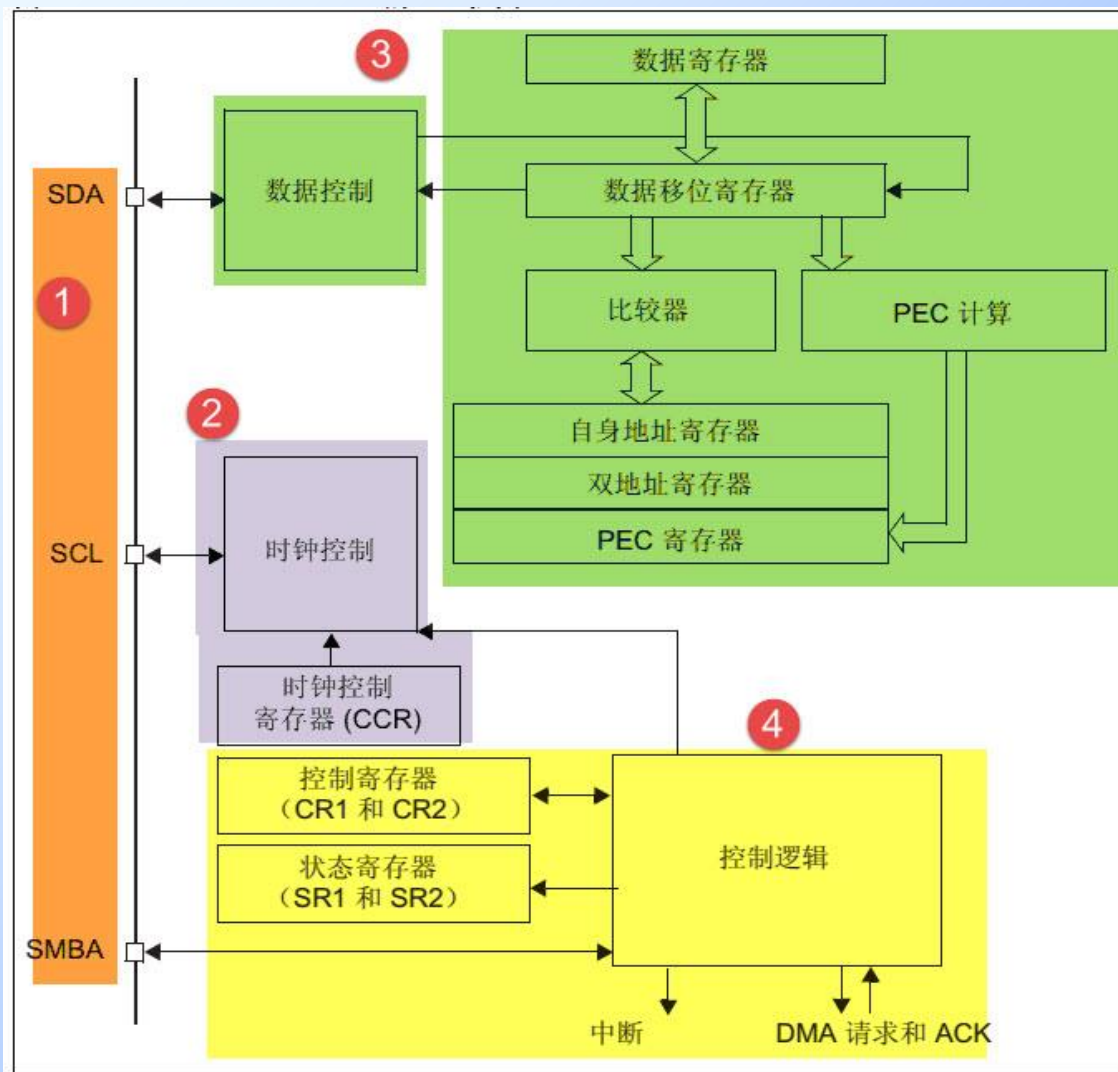 3
数据寄存器
SDA
数据控制
数据移位寄存器
1
比较器
PEC 计算
2
自身地址寄存器
双地址寄存器
PEC 寄存器
SCL
时钟控制
时钟控制
寄存器 (CCR)
4
控制寄存器
（CR1 和 CR2）
控制逻辑
状态寄存器
（SR1 和 SR2）
SMBA
中断
DMA 请求和 ACK